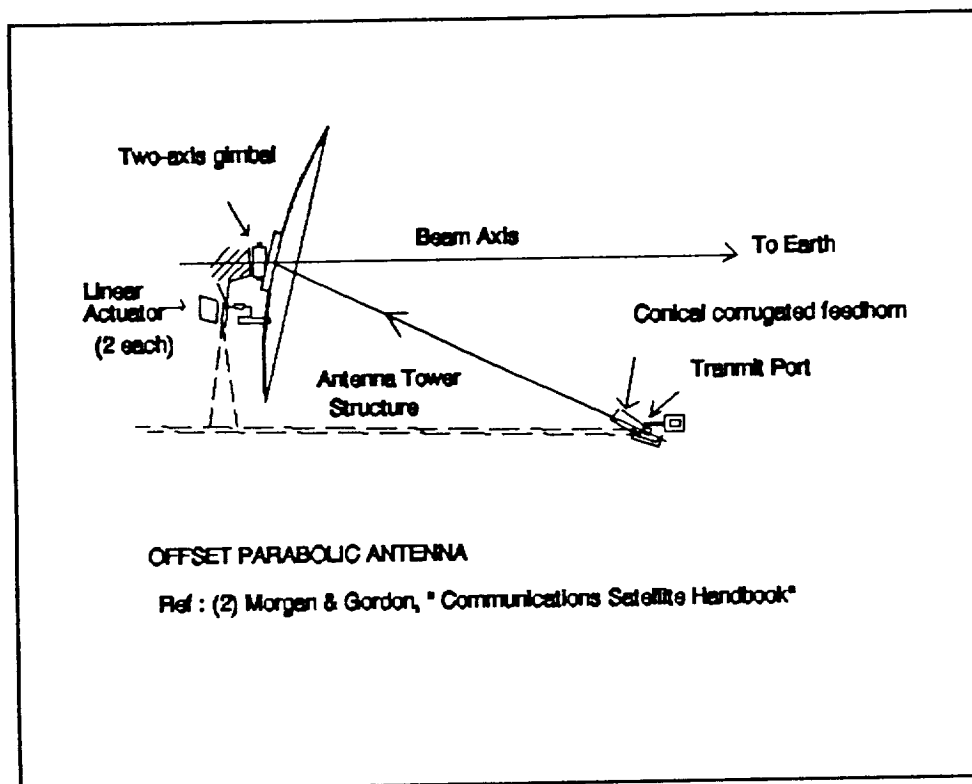 Two-axis gimbal
Beam Axis
To Earth
Linear
Actuator
(2 each)
Conical corrugated feedhorn
Tranmit Port
Antenna Tower
Structure
OFFSET PARABOLIC ANTENNA
Ref : (2) Morgan & Gordon, " Communications Satellite Handbook"